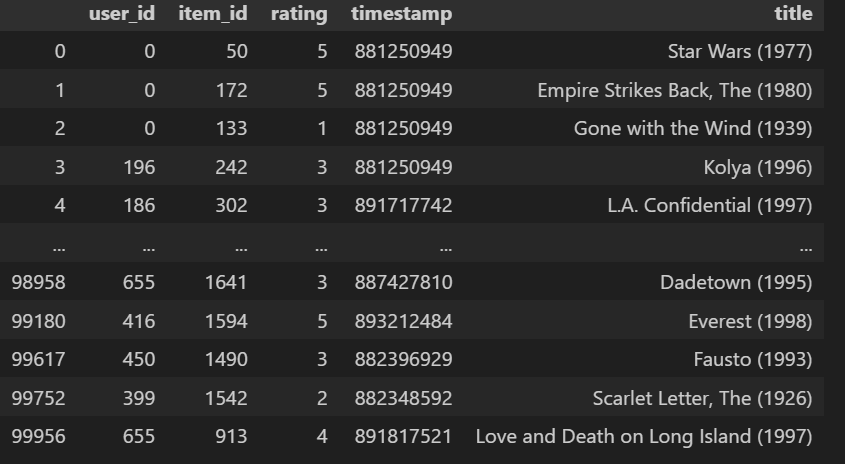 user_id item_id rating timestamp title
0 0 50 5 881250949 Star Wars (1977)
1 0 172 5 881250949 Empire Strikes Back, The (1980)
2 0 133 1 881250949 Gone with the Wind (1939)
3 196 242 3 881250949 Kolya (1996)
4 186 302 3 891717742 L.A. Confidential (1997)
... ... ... ... ... ...
98958 655 1641 3 887427810 Dadetown (1995)
99180 416 1594 5 893212484 Everest (1998)
99617 450 1490 3 882396929 Fausto (1993)
99752 399 1542 2 882348592 Scarlet Letter, The (1926)
99956 655 913 4 891817521 Love and Death on Long Island (1997)